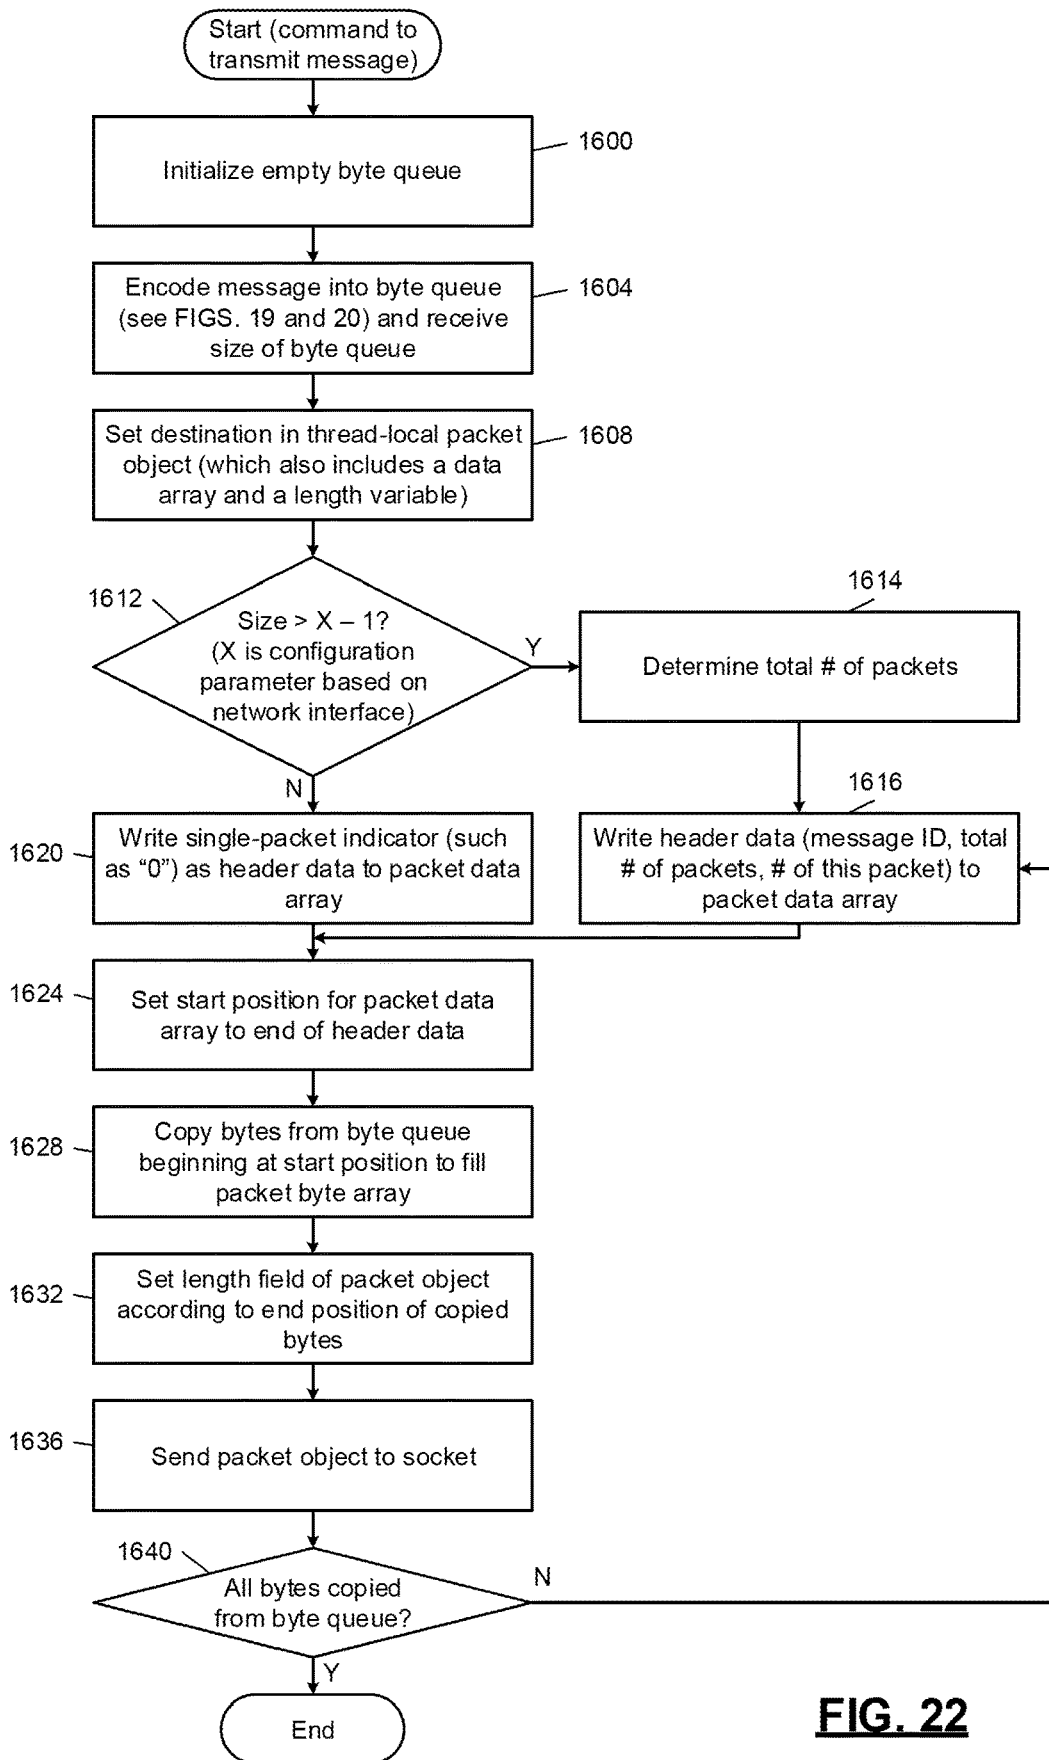 Start (command to
transmit message)
1600
Initialize empty byte queue
1604
Encode message into byte queue
(see FIGS. 19 and 20) and receive
size of byte queue
1608
Set destination in thread-local packet
object (which also includes a data
array and a length variable)
1612
Size > X – 1?
(X is configuration
parameter based on
network interface)
Y
N
1614
Determine total # of packets
1616
Write header data (message ID, total
# of packets, # of this packet) to
packet data array
1620
Write single-packet indicator (such
as “0”) as header data to packet data
array
1624
Set start position for packet data
array to end of header data
1628
Copy bytes from byte queue
beginning at start position to fill
packet byte array
1632
Set length field of packet object
according to end position of copied
bytes
1636
Send packet object to socket
1640
All bytes copied
from byte queue?
N
Y
End
FIG. 22